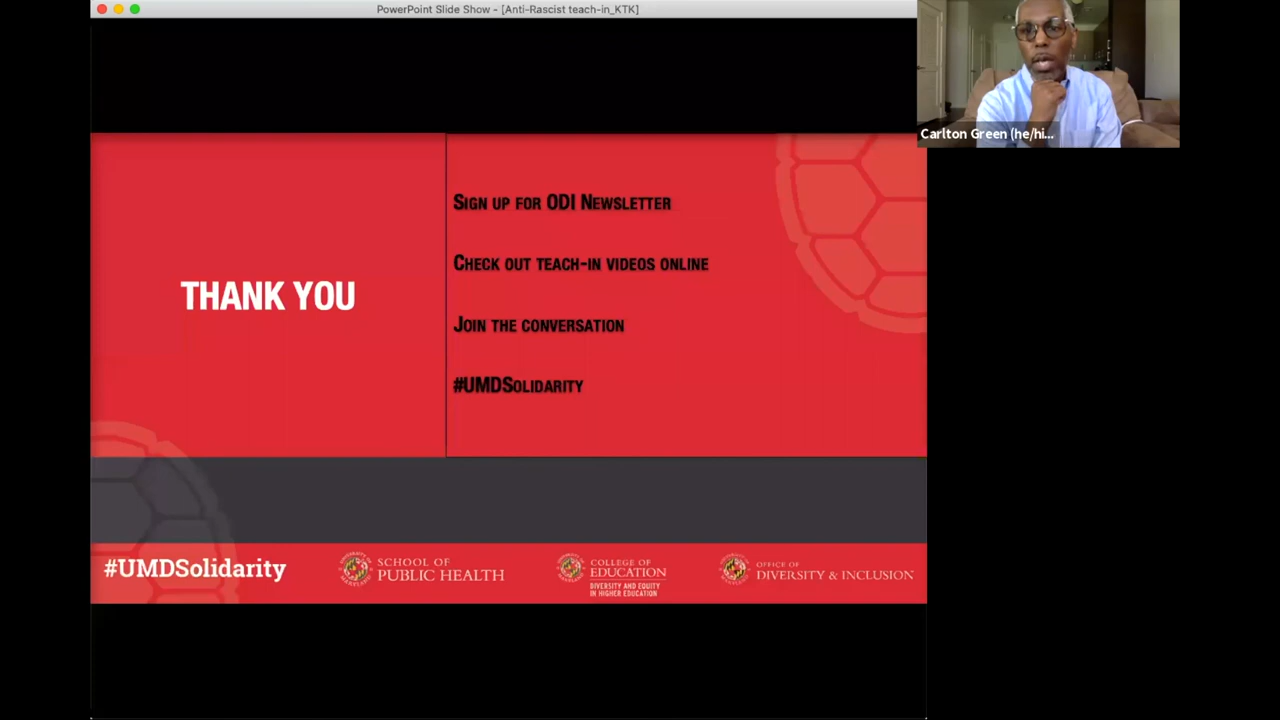 PowerPoint Slide Show - [Anti-Rascist teach-in_KTK]
Carlton Green (he/hi...
THANK YOU
SIGN UP FOR ODI NEWSLETTER
CHECK OUT TEACH-IN VIDEOS ONLINE
JOIN THE CONVERSATION
#UMDSOLIDARITY
#UMDSolidarity
SCHOOL OF
PUBLIC HEALTH
COLLEGE OF
EDUCATION
DIVERSITY AND EQUITY
IN HIGHER EDUCATION
OFFICE OF
DIVERSITY & INCLUSION